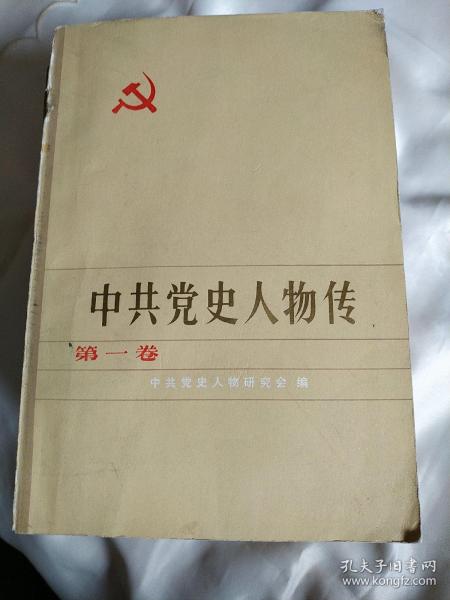 中共党史人物传
第一卷
中共党史人物研究会 编
孔夫子旧书网
www.kongfz.com